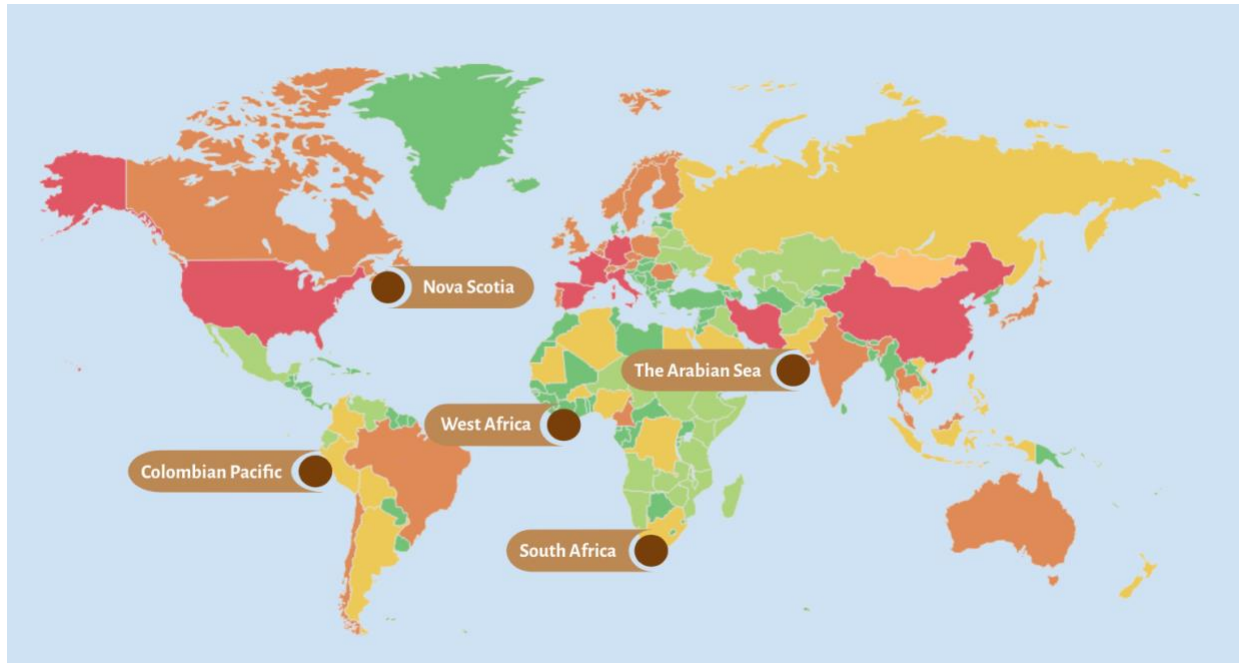 Nova Scotia
The Arabian Sea
West Africa
Colombian Pacific
South Africa